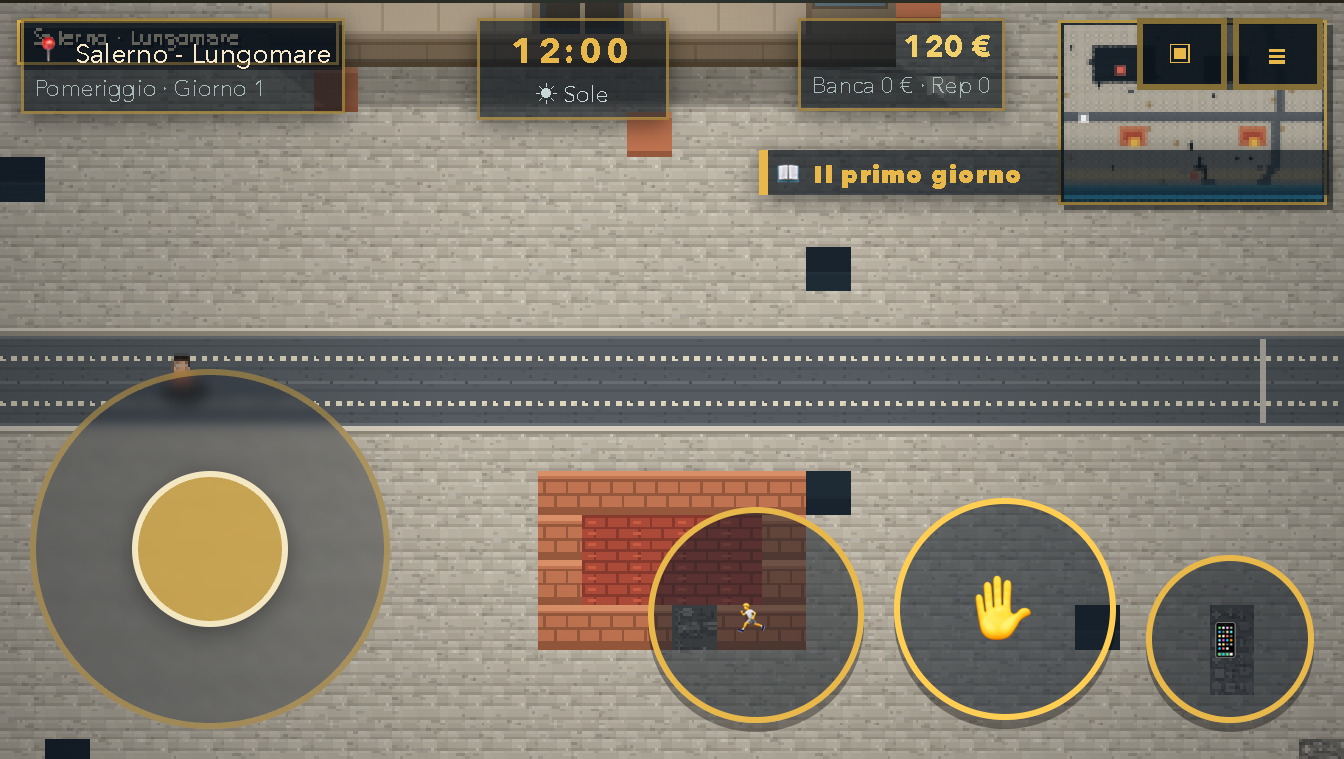 Salerno - Lungomare
📍 Salerno - Lungomare
Pomeriggio · Giorno 1
12:00
☀ Sole
120 €
Banca 0 € · Rep 0
📖 Il primo giorno